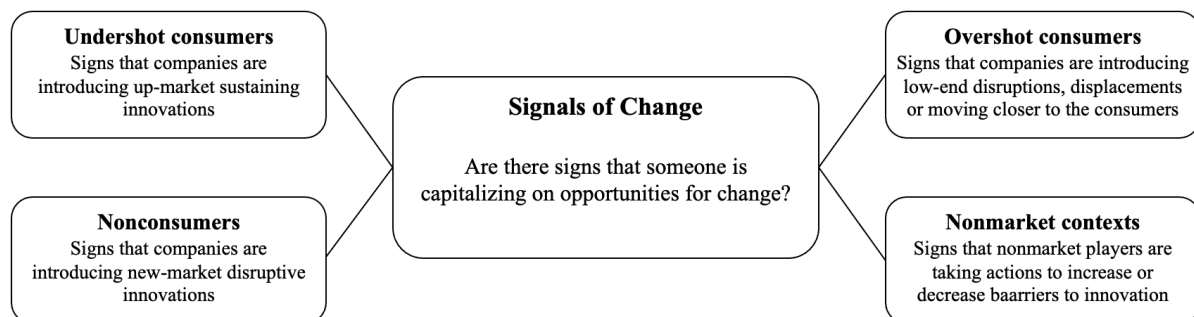 Undershot consumers
Signs that companies are
introducing up-market sustaining
innovations
Nonconsumers
Signs that companies are
introducing new-market disruptive
innovations
Signals of Change
Are there signs that someone is
capitalizing on opportunities for change?
Overshot consumers
Signs that companies are introducing
low-end disruptions, displacements
or moving closer to the consumers
Nonmarket contexts
Signs that nonmarket players are
taking actions to increase or
decrease baarriers to innovation